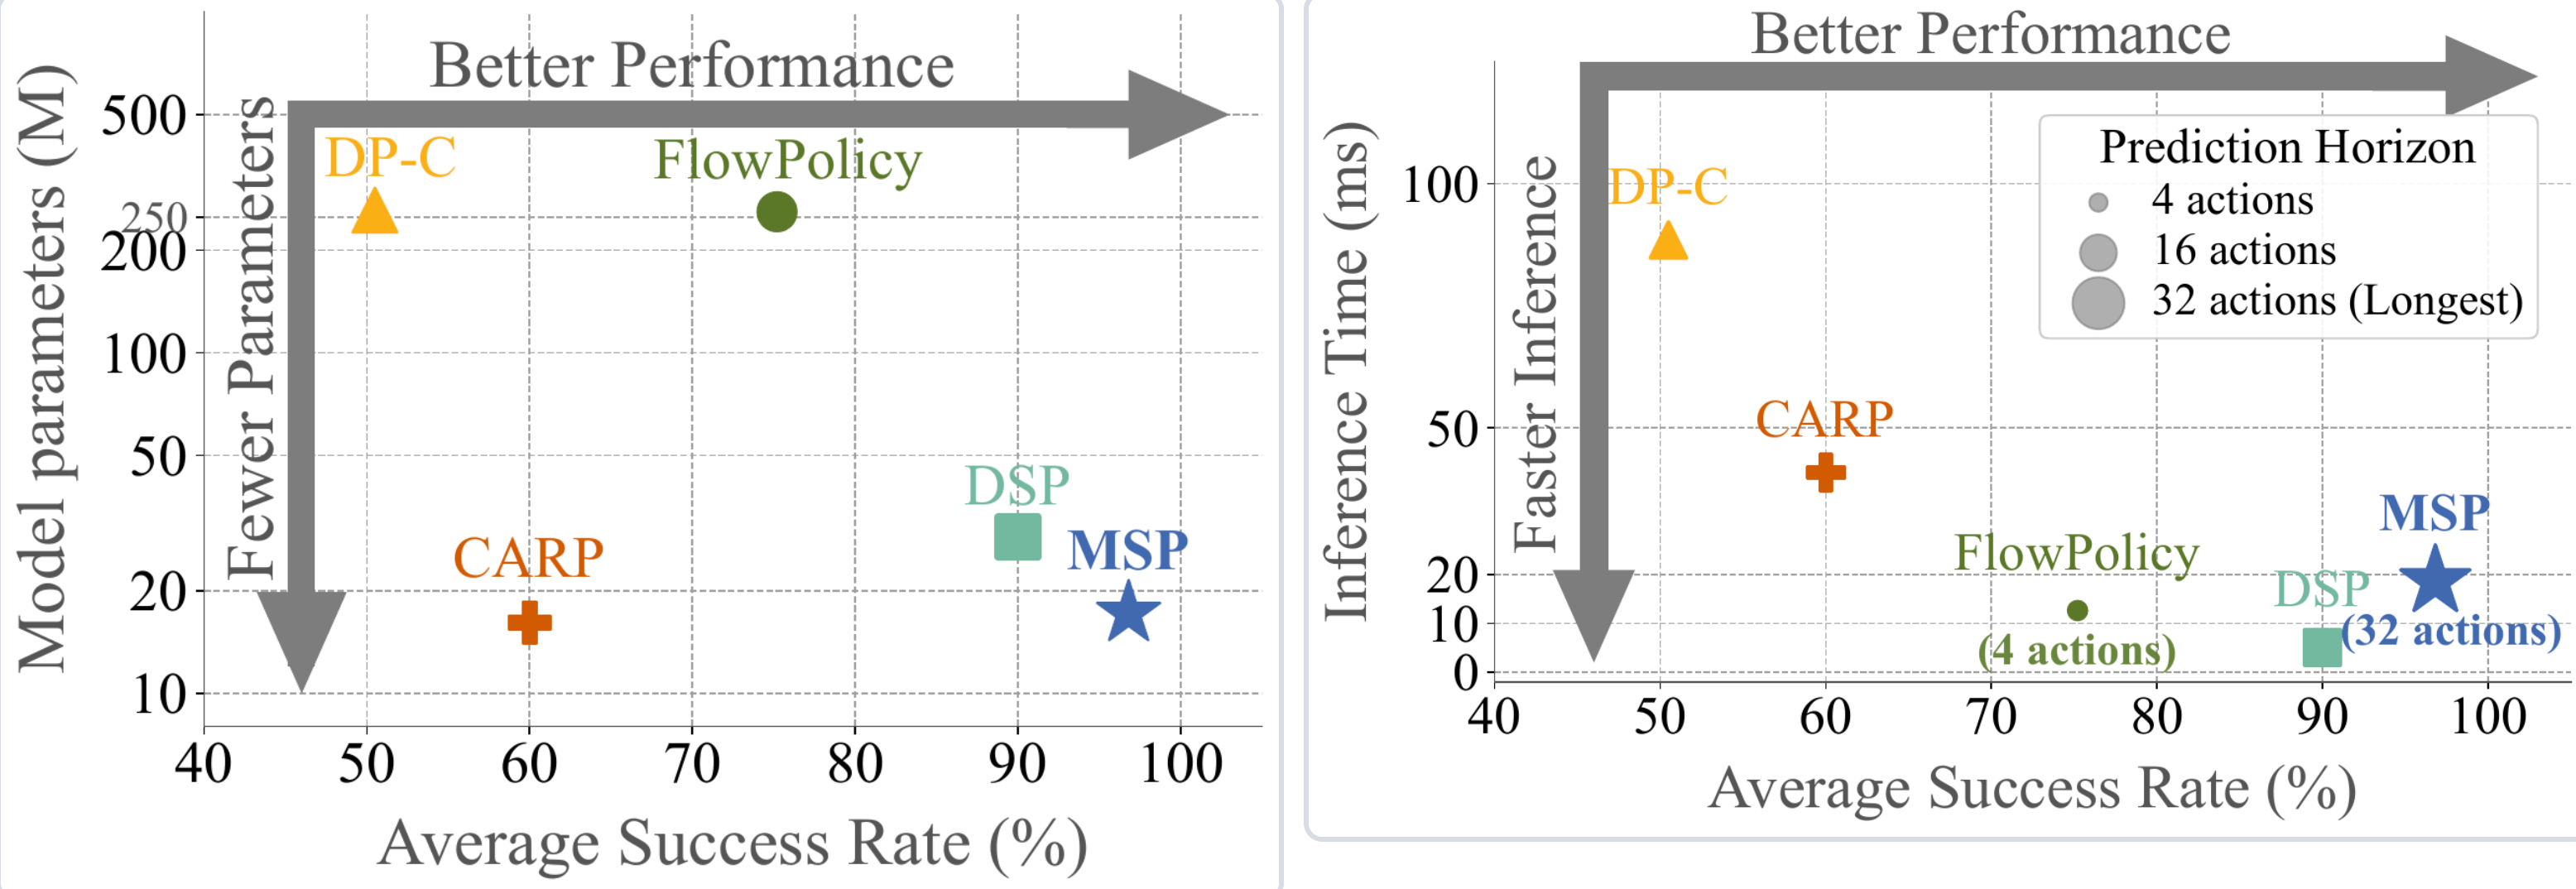 Better Performance
Model parameters (M)
Fewer Parameters
500
250
200
100
50
20
10
DP-C
FlowPolicy
DSP
MSP
CARP
40
50
60
70
80
90
100
Average Success Rate (%)
Better Performance
Inference Time (ms)
Faster Inference
100
50
20
10
0
Prediction Horizon
4 actions
16 actions
32 actions (Longest)
DP-C
CARP
MSP
FlowPolicy
DSP
(32 actions)
(4 actions)
40
50
60
70
80
90
100
Average Success Rate (%)